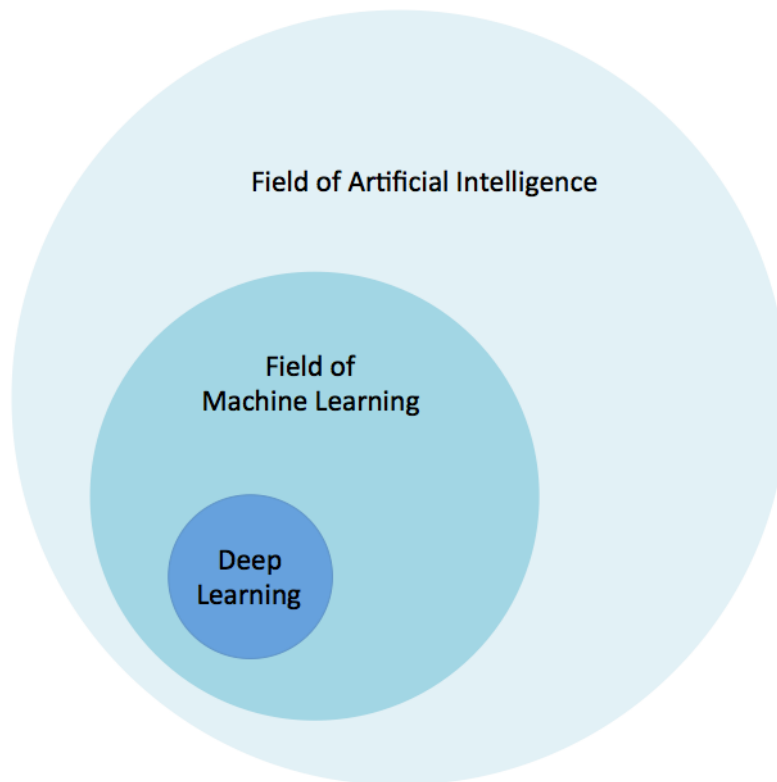 Field of Artificial Intelligence
Field of
Machine Learning
Deep
Learning